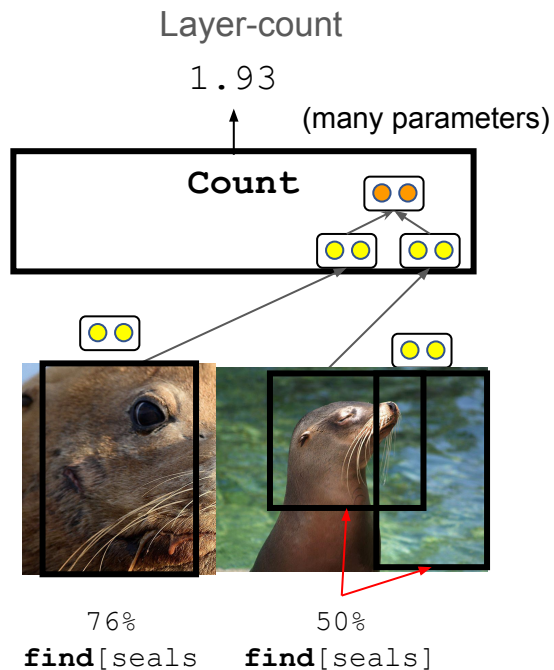 Layer-count
1.93
(many parameters)
Count
76% 50%
find[seals find[seals]